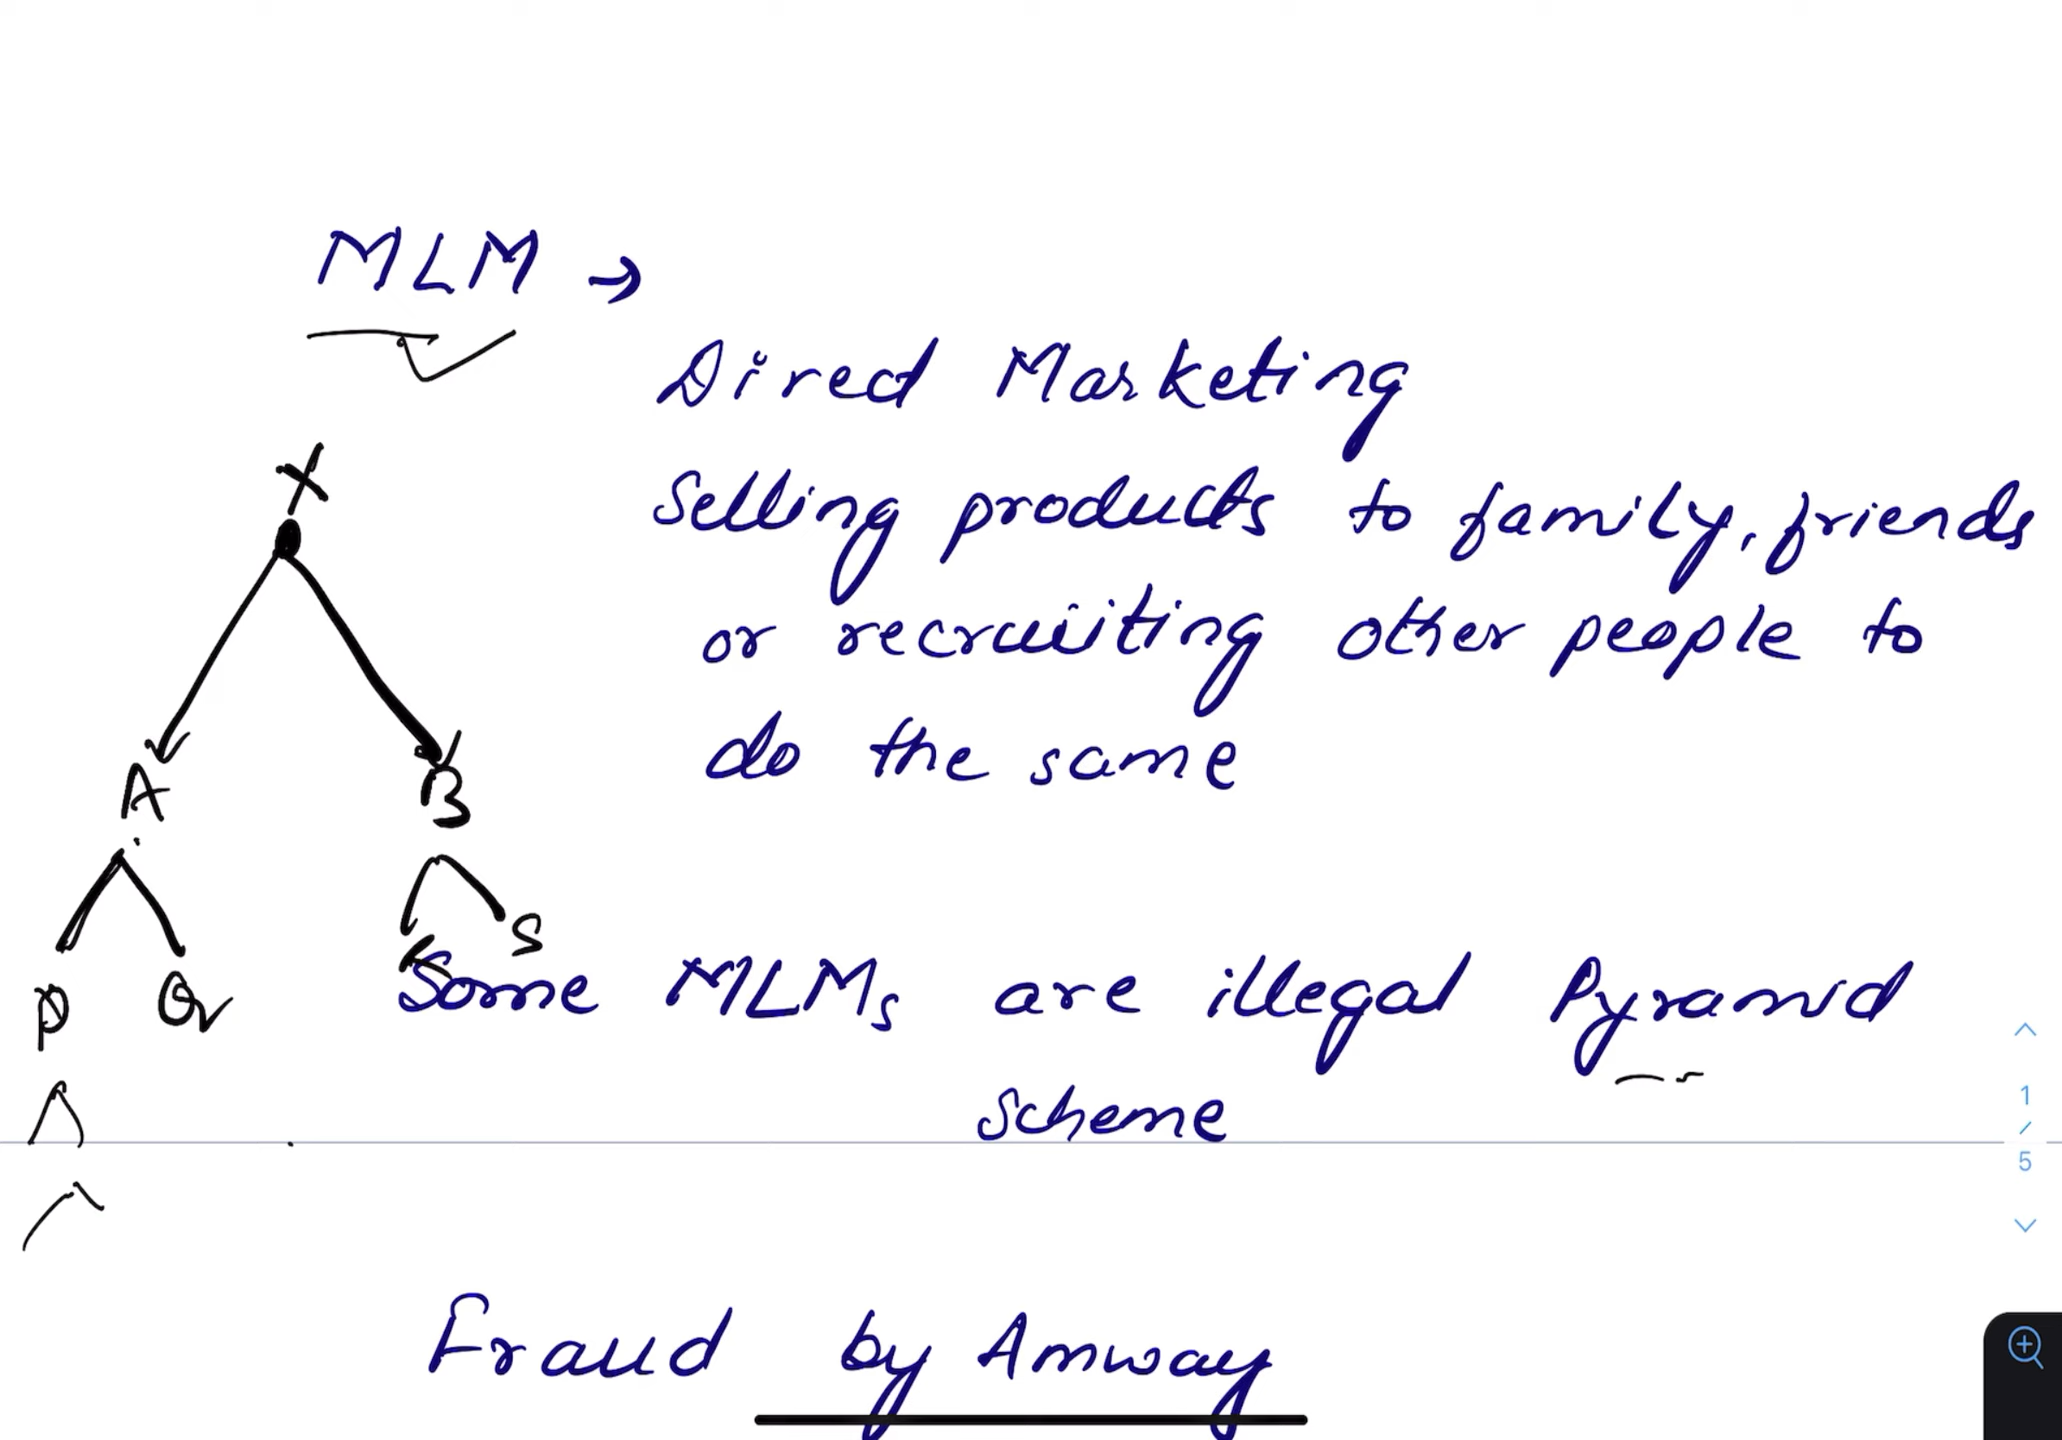 MLM →
Direct Marketing
Selling products to family, friends
or recruiting other people to
do the same
X
A B
S
P Q
Some MLMs are illegal Pyramid
scheme
1
/
5
Fraud by Amway